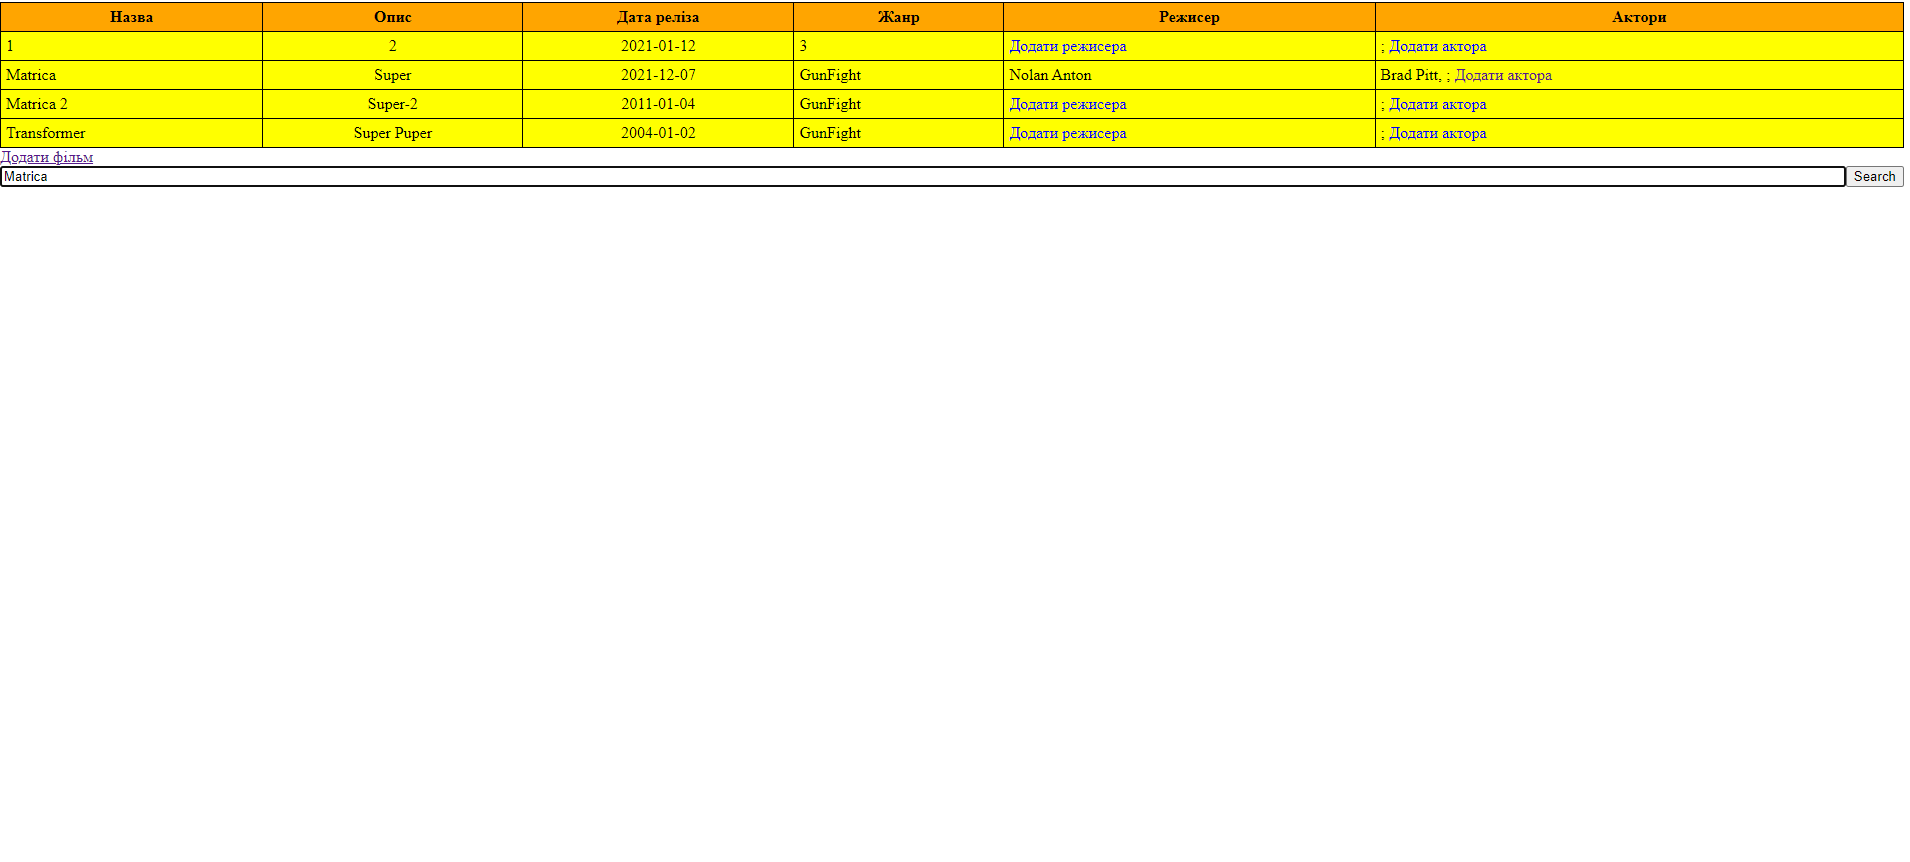 Назва Опис Дата реліза Жанр Режисер Актори
1 2 2021-01-12 3 Додати режисера ; Додати актора
Matrica Super 2021-12-07 GunFight Nolan Anton Brad Pitt, ; Додати актора
Matrica 2 Super-2 2011-01-04 GunFight Додати режисера ; Додати актора
Transformer Super Puper 2004-01-02 GunFight Додати режисера ; Додати актора
Додати фільм
Matrica Search